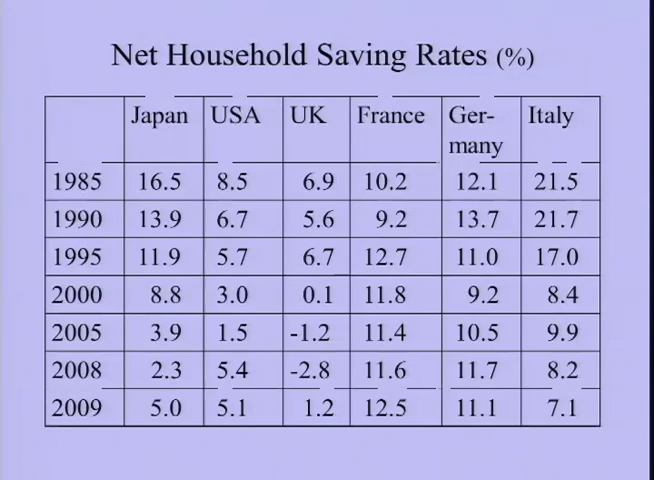 Net Household Saving Rates (%)
Japan USA UK France Ger-many Italy
1985 16.5 8.5 6.9 10.2 12.1 21.5
1990 13.9 6.7 5.6 9.2 13.7 21.7
1995 11.9 5.7 6.7 12.7 11.0 17.0
2000 8.8 3.0 0.1 11.8 9.2 8.4
2005 3.9 1.5 -1.2 11.4 10.5 9.9
2008 2.3 5.4 -2.8 11.6 11.7 8.2
2009 5.0 5.1 1.2 12.5 11.1 7.1